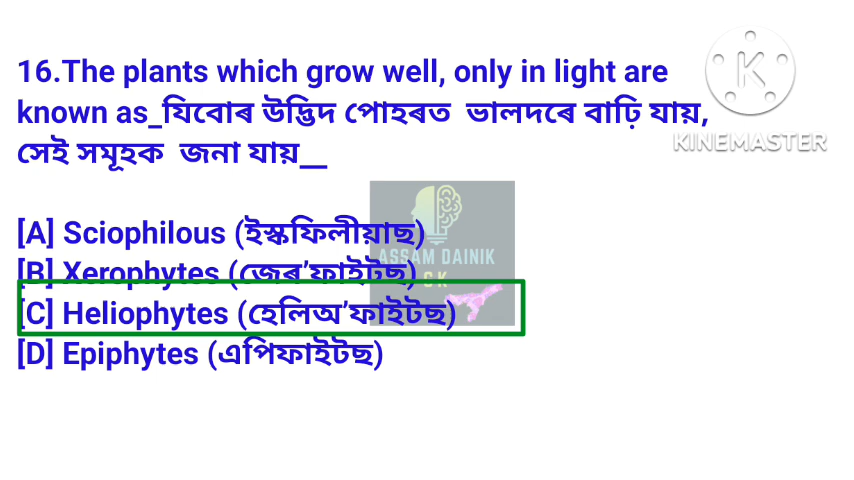 16.The plants which grow well, only in light are
known as_যিবোৰ উদ্ভিদ পোহৰত ভালদৰে বাঢ়ি যায়,
সেই সমূহক জনা যায়__
KINEMASTER
[A] Sciophilous (ইস্কফিলীয়াছ)
ASSAM DAINIK
[B] Xerophytes (জেৰ’ফাইটছ)
GK
[C] Heliophytes (হেলিঅ’ফাইটছ)
[D] Epiphytes (এপিফাইটছ)